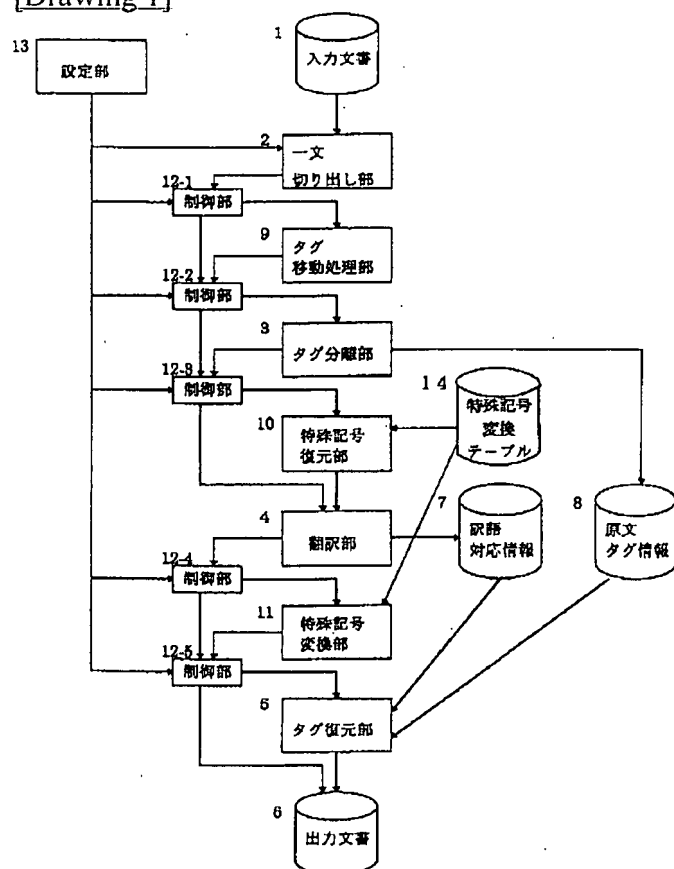 [Drawing 1]
1
入力文書
13
設定部
2
一文
切り出し部
12-1
制御部
9
タグ
移動処理部
12-2
制御部
3
タグ分離部
12-3
制御部
14
特殊記号
変換
テーブル
10
特殊記号
復元部
4
翻訳部
7
訳語
対応情報
8
原文
タグ情報
12-4
制御部
11
特殊記号
変換部
12-5
制御部
5
タグ復元部
6
出力文書